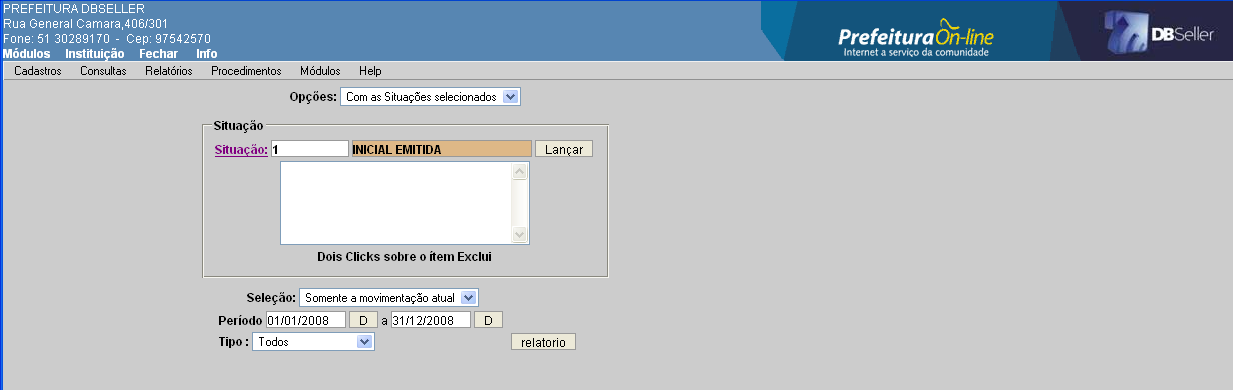 PREFEITURA DBSELLER
Rua General Camara,406/301
Fone: 51 30289170 - Cep: 97542570
Módulos Instituição Fechar Info
Prefeitura On-line
Internet a serviço da comunidade
DBSeller
Cadastros Consultas Relatórios Procedimentos Módulos Help
Opções: Com as Situações selecionados
Situação
Situação: 1 INICIAL EMITIDA Lançar
Dois Clicks sobre o ítem Exclui
Seleção: Somente a movimentação atual
Período 01/01/2008 D a 31/12/2008 D
Tipo : Todos relatorio